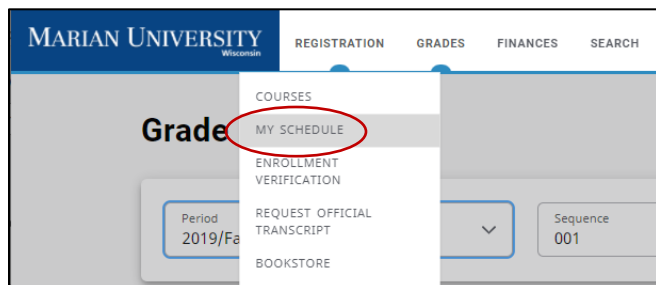 MARIAN UNIVERSITY
Wisconsin
REGISTRATION GRADES FINANCES SEARCH
COURSES
Grade
MY SCHEDULE
ENROLLMENT
VERIFICATION
REQUEST OFFICIAL
TRANSCRIPT
BOOKSTORE
Period
2019/Fa
Sequence
001